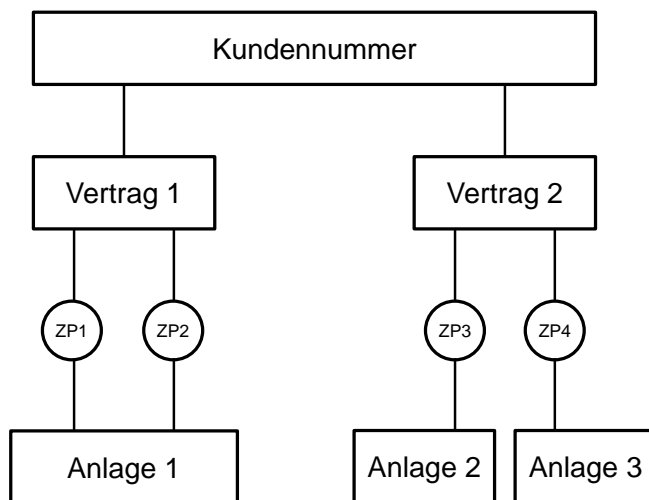 Kundennummer
Vertrag 1
Vertrag 2
ZP1
ZP2
ZP3
ZP4
Anlage 1
Anlage 2
Anlage 3